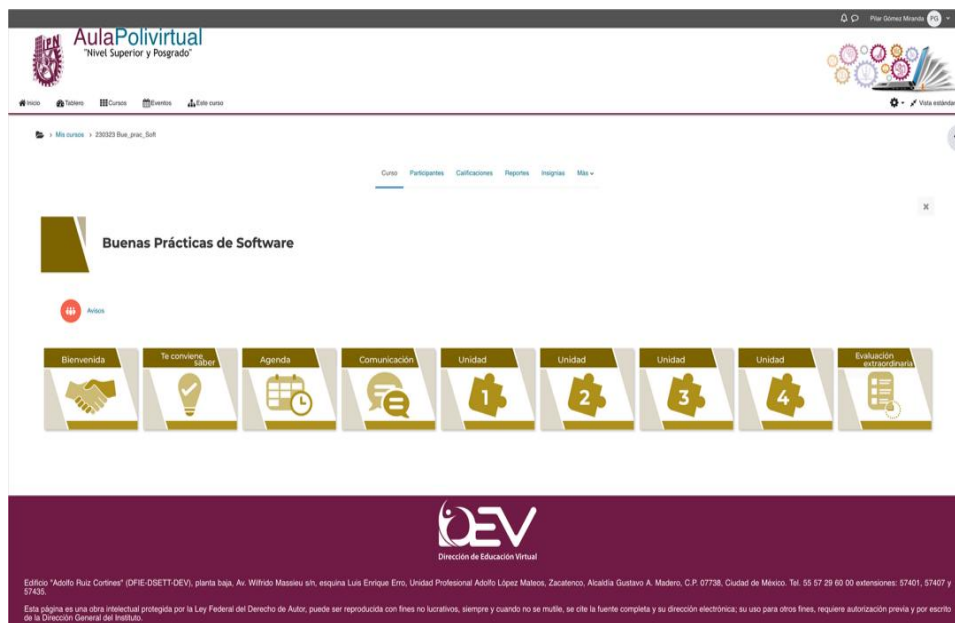 Pilar Gómez Miranda PG
IPN
AulaPolivirtual
"Nivel Superior y Posgrado"
Inicio Tablero Cursos Eventos Este curso Vista estándar
Mis cursos 230323 Bue_prac_Soft
Curso Participantes Calificaciones Reportes Insignias Más
Buenas Prácticas de Software
Avisos
Bienvenida
Te conviene saber
Agenda
Comunicación
Unidad
1
Unidad
2
Unidad
3
Unidad
4
Evaluación
extraordinaria
DEV
Dirección de Educación Virtual
Edificio "Adolfo Ruiz Cortines" (DFIE-DSETT-DEV), planta baja, Av. Wilfrido Massieu s/n, esquina Luis Enrique Erro, Unidad Profesional Adolfo López Mateos, Zacatenco, Alcaldía Gustavo A. Madero, C.P. 07738, Ciudad de México. Tel. 55 57 29 60 00 extensiones: 57401, 57407 y
57435.
Esta página es una obra intelectual protegida por la Ley Federal del Derecho de Autor, puede ser reproducida con fines no lucrativos, siempre y cuando no se mutile, se cite la fuente completa y su dirección electrónica; su uso para otros fines, requiere autorización previa y por escrito
de la Dirección General del Instituto.